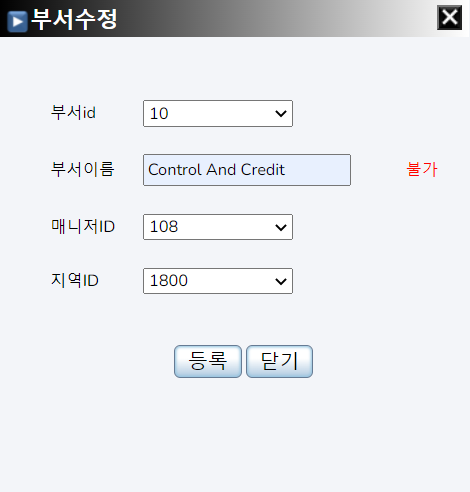 부서수정
부서id 10
부서이름 Control And Credit 불가
매니저ID 108
지역ID 1800
등록 닫기